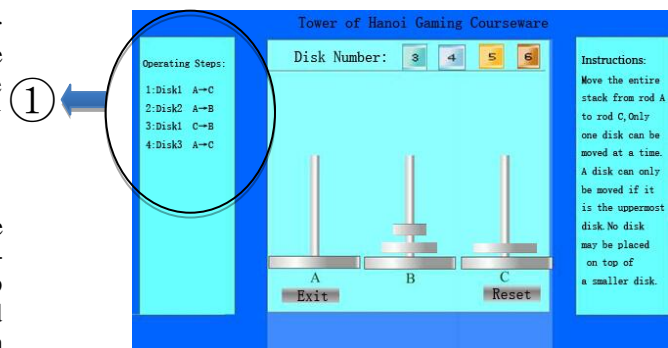 Tower of Hanoi Gaming Courseware
Operating Steps:
1:Disk1 A→C
2:Disk2 A→B
3:Disk1 C→B
4:Disk3 A→C
①
Disk Number: 3 4 5 6
A B C
Exit Reset
Instructions:
Move the entire
stack from rod A
to rod C,Only
one disk can be
moved at a time.
A disk can only
be moved if it
is the uppermost
disk.No disk
may be placed
on top of
a smaller disk.